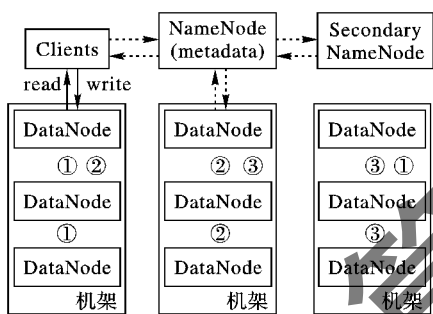 Clients
NameNode
(metadata)
Secondary
NameNode
read
write
DataNode
① ②
DataNode
①
DataNode
机架
DataNode
② ③
DataNode
②
DataNode
机架
DataNode
③ ①
DataNode
③
DataNode
机架